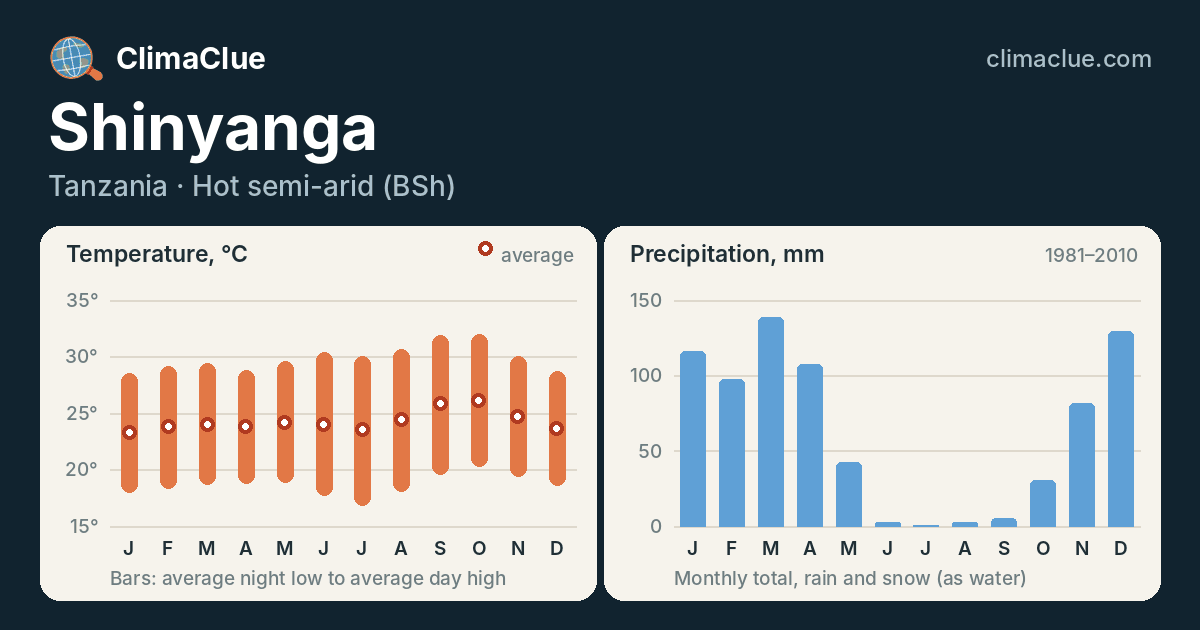 ClimaClue
climaclue.com
Shinyanga
Tanzania · Hot semi-arid (BSh)
Temperature, °C
average
35°
30°
25°
20°
15°
J F M A M J J A S O N D
Bars: average night low to average day high
Precipitation, mm
1981–2010
150
100
50
0
J F M A M J J A S O N D
Monthly total, rain and snow (as water)